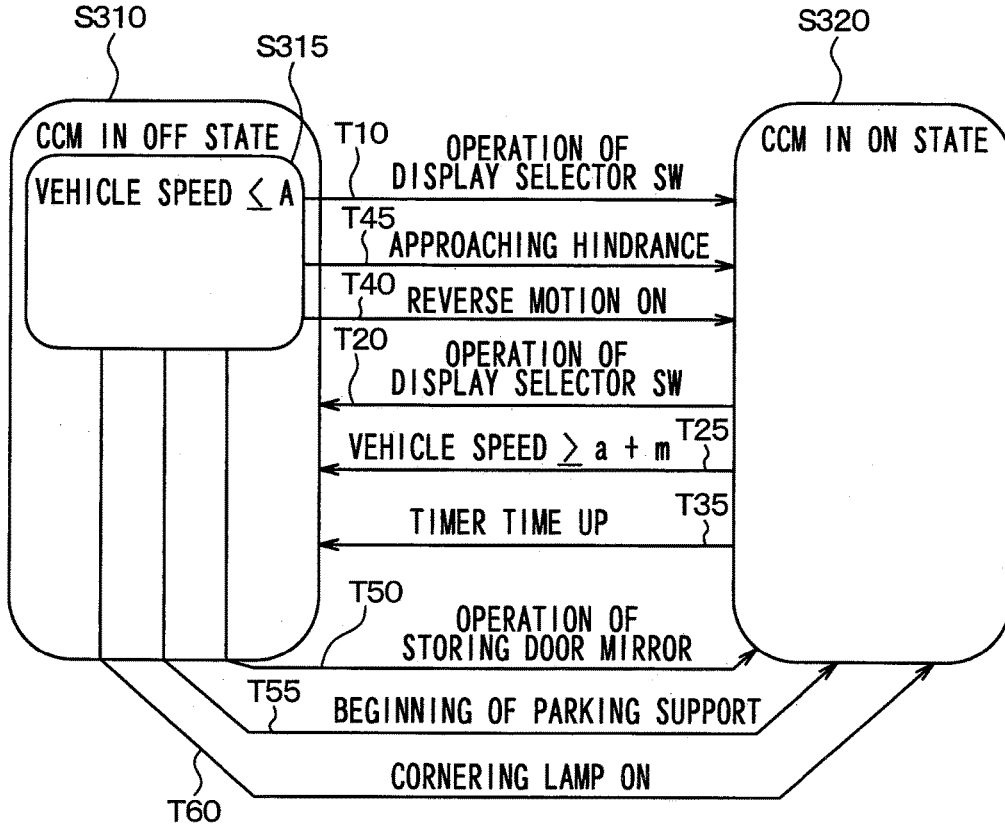 S310
S315
S320
CCM IN OFF STATE
CCM IN ON STATE
VEHICLE SPEED ≤ A
T10
OPERATION OF
DISPLAY SELECTOR SW
T45
APPROACHING HINDRANCE
T40
REVERSE MOTION ON
T20
OPERATION OF
DISPLAY SELECTOR SW
VEHICLE SPEED ≥ a + m
T25
TIMER TIME UP
T35
T50
OPERATION OF
STORING DOOR MIRROR
T55
BEGINNING OF PARKING SUPPORT
CORNERING LAMP ON
T60